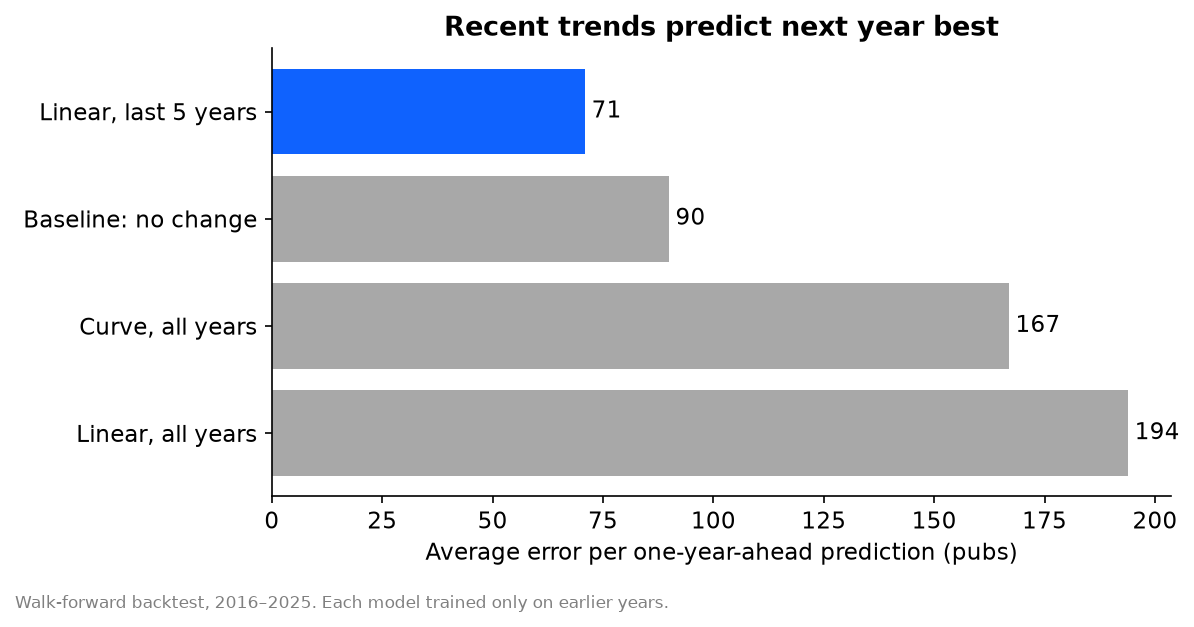 Recent trends predict next year best
Linear, last 5 years
71
Baseline: no change
90
Curve, all years
167
Linear, all years
194
0 25 50 75 100 125 150 175 200
Average error per one-year-ahead prediction (pubs)
Walk-forward backtest, 2016–2025. Each model trained only on earlier years.